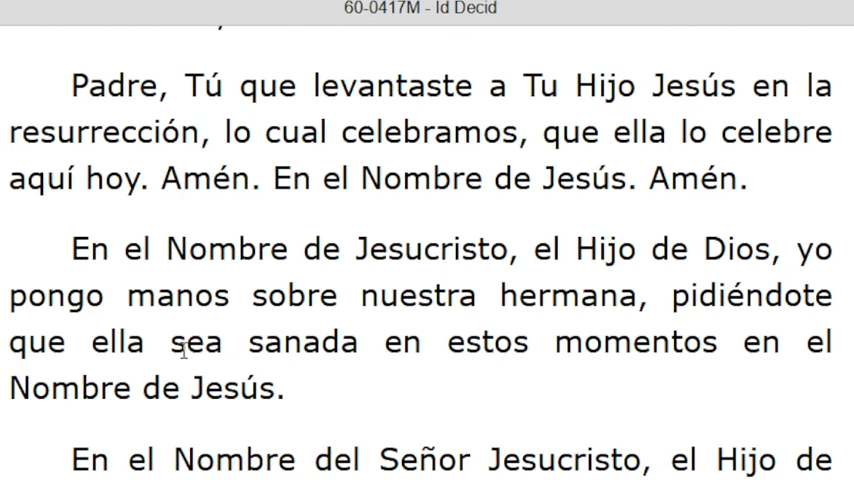 60-0417M - Id Decid
Padre, Tú que levantaste a Tu Hijo Jesús en la
resurrección, lo cual celebramos, que ella lo celebre
aquí hoy. Amén. En el Nombre de Jesús. Amén.
En el Nombre de Jesucristo, el Hijo de Dios, yo
pongo manos sobre nuestra hermana, pidiéndote
que ella sea sanada en estos momentos en el
Nombre de Jesús.
En el Nombre del Señor Jesucristo, el Hijo de